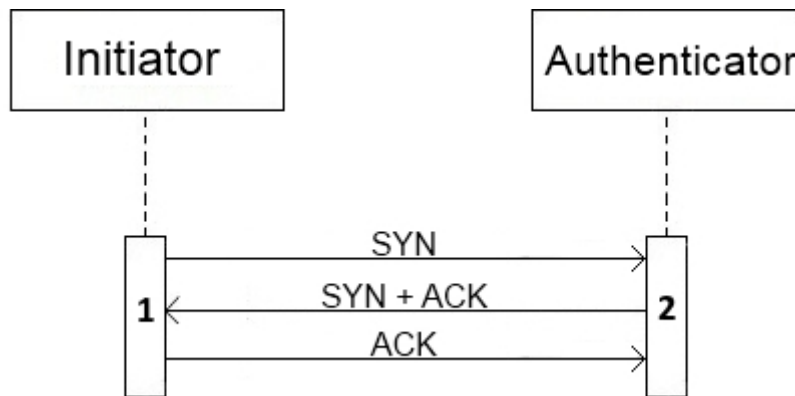 Initiator
Authenticator
SYN
1
SYN + ACK
2
ACK